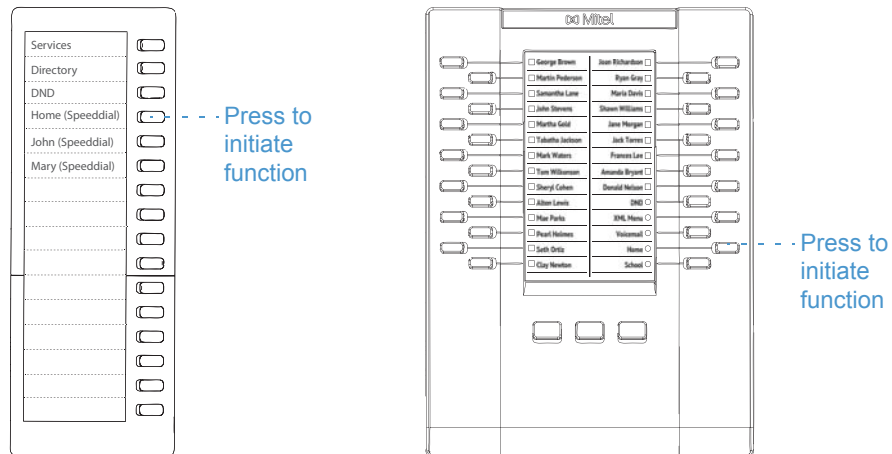 Services
Directory
DND
Home (Speeddial)
John (Speeddial)
Mary (Speeddial)
Press to
initiate
function
Mitel
George Brown Joan Richardson
Martin Pederson Ryan Gray
Samantha Lane Maria Davis
John Stevens Shawn Williams
Martha Gold Jane Morgan
Tabatha Jackson Jack Torres
Mark Waters Frances Lee
Tom Wilkonson Amanda Bryant
Sheryl Cohen Donald Nelson
Alton Lewis DND
Mae Parks XML Menu
Pearl Holmes Voicemail
Seth Ortiz Home
Clay Newton School
Press to
initiate
function